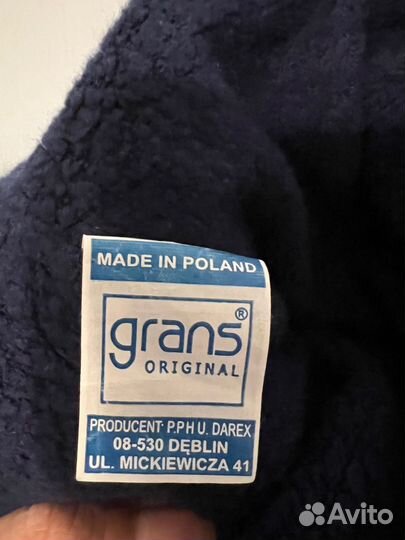 MADE IN POLAND
grans®
ORIGINAL
PRODUCENT P.P.H U. DAREX
08-530 DĘBLIN
UL. MICKIEWICZA 41
Avito